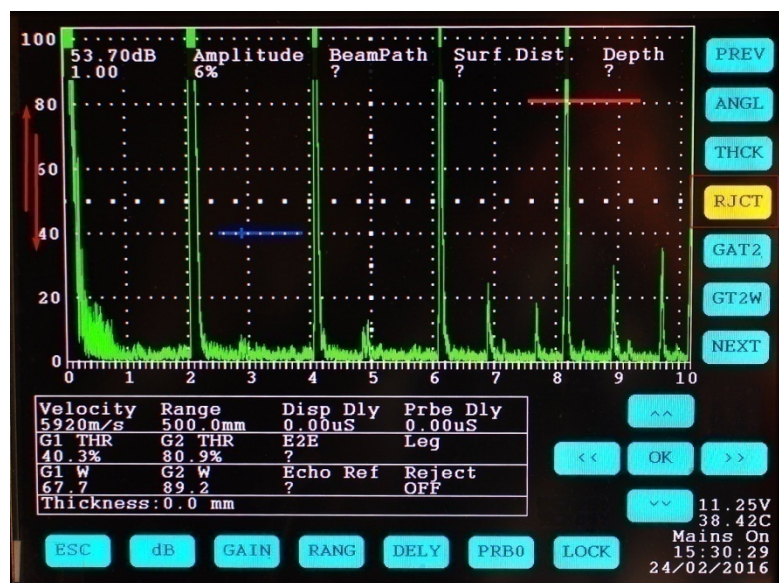 100 53.70dB Amplitude BeamPath Surf.Dist. Depth PREV
1.00 6% ? ? ?
80 ANGL
60 THCK
RJCT
40 GAT2
20 GT2W
0 NEXT
0 1 2 3 4 5 6 7 8 9 10
Velocity Range Disp Dly Prbe Dly ^^
5920m/s 500.0mm 0.00uS 0.00uS
G1 THR G2 THR E2E Leg << OK >>
40.3% 80.9% ?
G1 W G2 W Echo Ref Reject
67.7 89.2 ? OFF
Thickness:0.0 mm vv 11.25V
38.42C
ESC dB GAIN RANG DELY PRB0 LOCK Mains On
15:30:29
24/02/2016